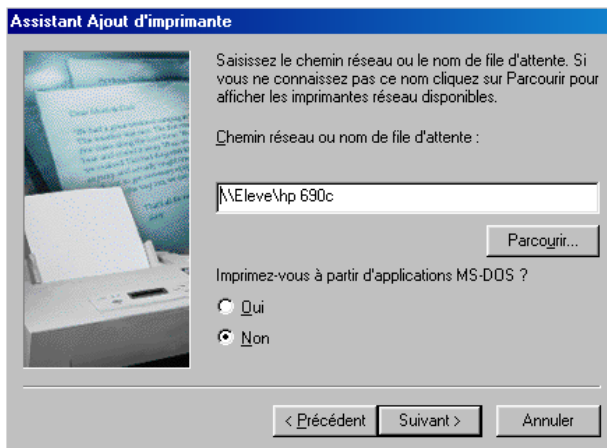 Assistant Ajout d'imprimante
Saisissez le chemin réseau ou le nom de file d'attente. Si
vous ne connaissez pas ce nom cliquez sur Parcourir pour
afficher les imprimantes réseau disponibles.
Chemin réseau ou nom de file d'attente :
\\Eleve\hp 690c
Parcourir...
Imprimez-vous à partir d'applications MS-DOS ?
Oui
Non
< Précédent
Suivant >
Annuler